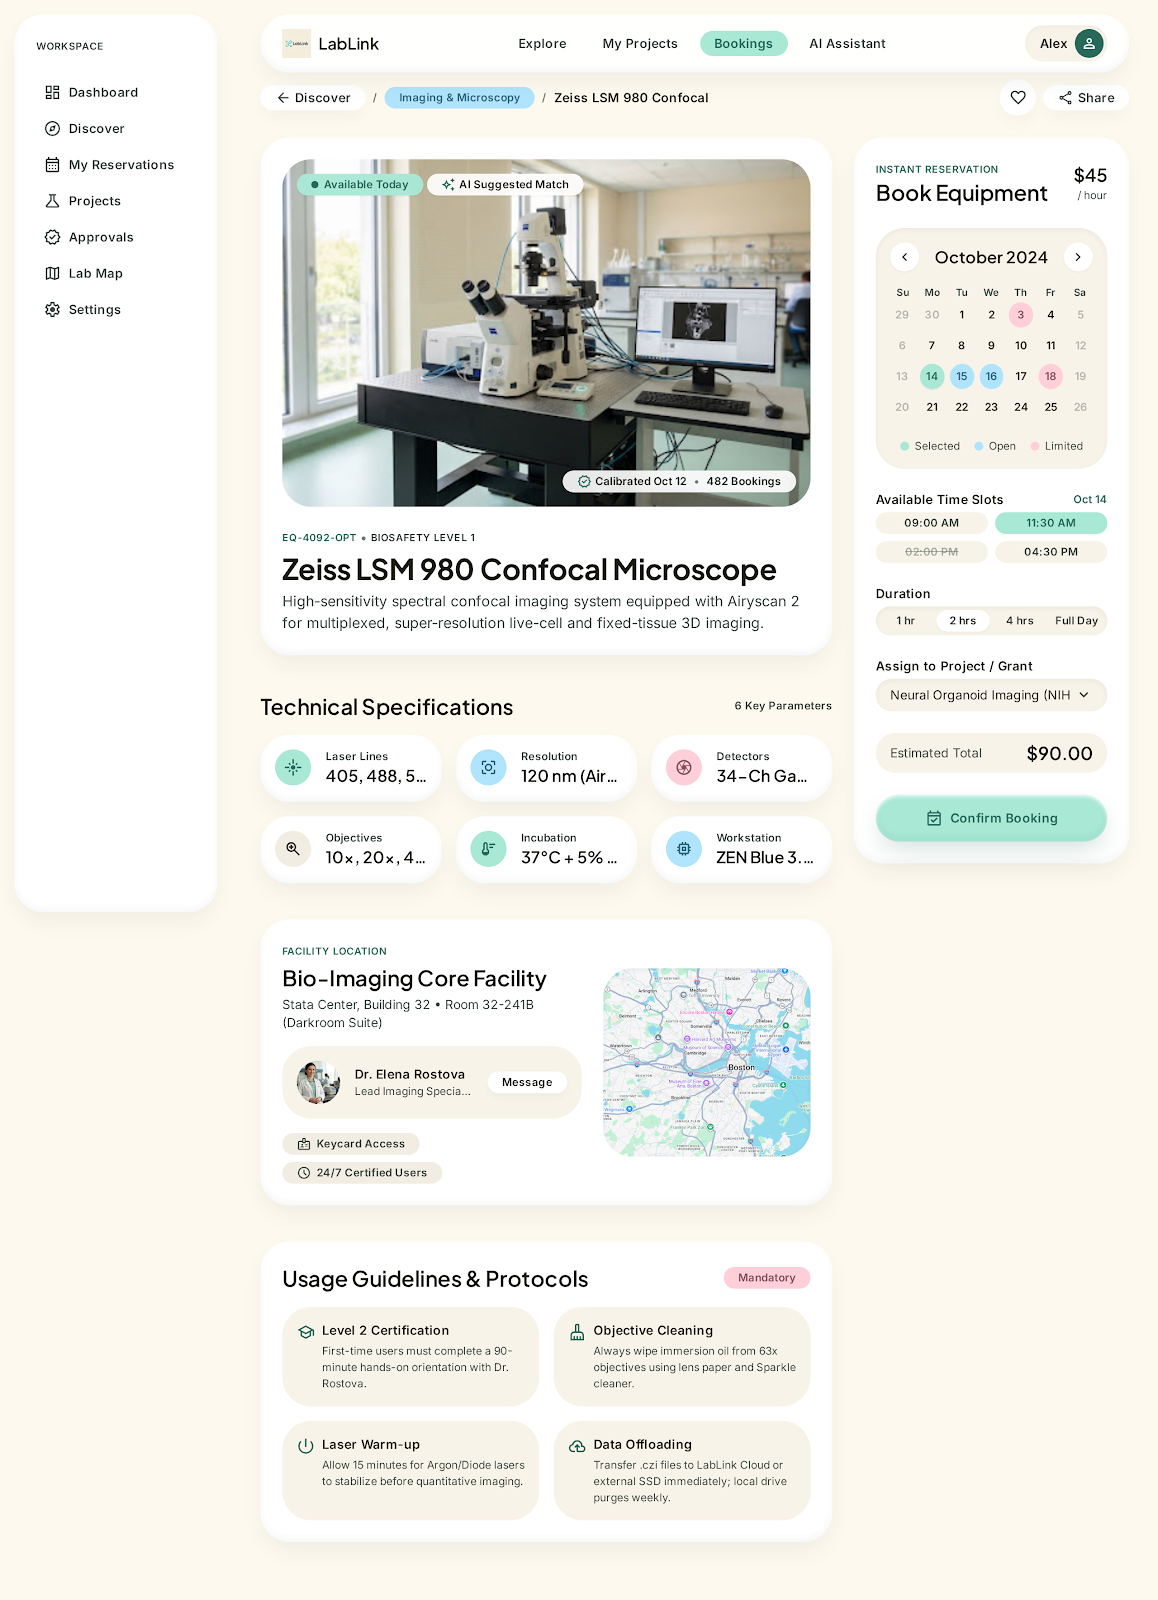 WORKSPACE
Dashboard
Discover
My Reservations
Projects
Approvals
Lab Map
Settings
LabLink
Explore
My Projects
Bookings
AI Assistant
Alex
Discover / Imaging & Microscopy / Zeiss LSM 980 Confocal
Share
Available Today
AI Suggested Match
Calibrated Oct 12 • 482 Bookings
EQ-4092-OPT • BIOSAFETY LEVEL 1
Zeiss LSM 980 Confocal Microscope
High-sensitivity spectral confocal imaging system equipped with Airyscan 2
for multiplexed, super-resolution live-cell and fixed-tissue 3D imaging.
INSTANT RESERVATION
Book Equipment
$45
/ hour
October 2024
Su Mo Tu We Th Fr Sa
29 30 1 2 3 4 5
6 7 8 9 10 11 12
13 14 15 16 17 18 19
20 21 22 23 24 25 26
Selected Open Limited
Available Time Slots
Oct 14
09:00 AM
11:30 AM
02:00 PM
04:30 PM
Duration
1 hr
2 hrs
4 hrs
Full Day
Assign to Project / Grant
Neural Organoid Imaging (NIH
Estimated Total
$90.00
Confirm Booking
Technical Specifications
6 Key Parameters
Laser Lines
405, 488, 5...
Resolution
120 nm (Air...
Detectors
34-Ch Ga...
Objectives
10×, 20×, 4...
Incubation
37°C + 5% ...
Workstation
ZEN Blue 3....
FACILITY LOCATION
Bio-Imaging Core Facility
Stata Center, Building 32 • Room 32-241B
(Darkroom Suite)
Dr. Elena Rostova
Lead Imaging Specia...
Message
Keycard Access
24/7 Certified Users
Malden
Arlington
Medford
Everett
Revere
Belmont
Chelsea
Somerville
Watertown
Cambridge
Boston
Brookline
Usage Guidelines & Protocols
Mandatory
Level 2 Certification
First-time users must complete a 90-
minute hands-on orientation with Dr.
Rostova.
Objective Cleaning
Always wipe immersion oil from 63x
objectives using lens paper and Sparkle
cleaner.
Laser Warm-up
Allow 15 minutes for Argon/Diode lasers
to stabilize before quantitative imaging.
Data Offloading
Transfer .czi files to LabLink Cloud or
external SSD immediately; local drive
purges weekly.